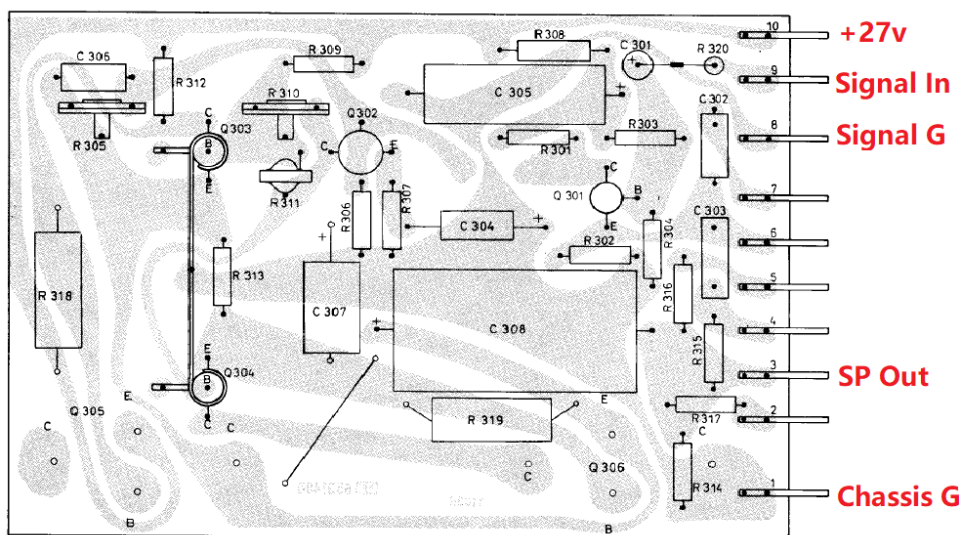 10
+27v
R 308
C 301
R 320
R 309
C 306
R 312
9
Signal In
C 305
+
+
R 310
C 302
Q 302
C
R 305
C
Q303
8
Signal G
R 303
R 301
B
C
E
E
R 311
C
7
Q 301
B
R 306
R 307
E
C 304
+
R 304
C 303
6
R 302
+
R 313
R 316
5
R 318
C 307
C 308
+
4
R 315
E
B
Q304
C
3
SP Out
E
E
R 317
2
Q 305
C
C
R 319
C
C
Q 306
R 314
1
Chassis G
B
B